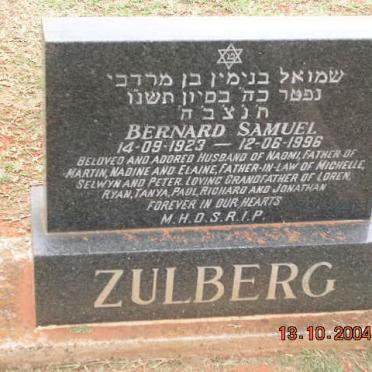 פנ
שמואל בנימין בן מרדכי
נפטר כה׳ בסיון תשנו
ת נ צ ב ה
BERNARD SAMUEL
14-09-1923 — 12-06-1996
BELOVED AND ADORED HUSBAND OF NAOMI, FATHER OF
MARTIN, NADINE AND ELAINE, FATHER-IN-LAW OF MICHELLE,
SELWYN AND PETER. LOVING GRANDFATHER OF LOREN,
RYAN, TANYA, PAUL, RICHARD AND JONATHAN
FOREVER IN OUR HEARTS
M.H.D.S.R.I.P.
ZULBERG
13.10.2004